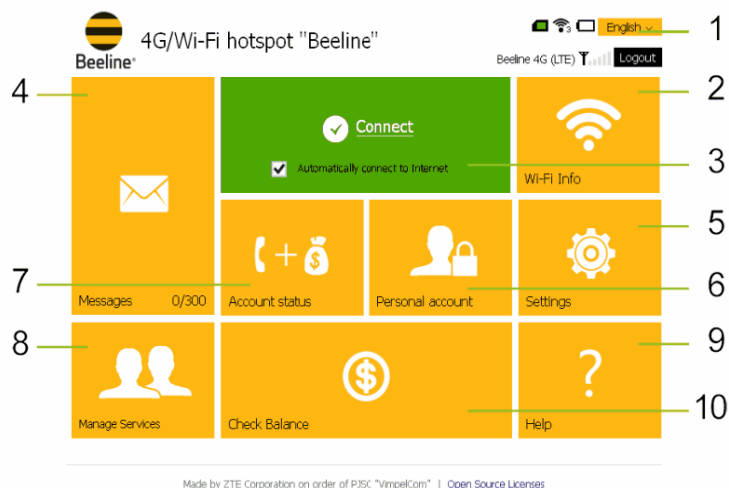 4G/Wi-Fi hotspot "Beeline"
3 English
1
Beeline
Beeline 4G (LTE) Logout
4
2
Connect
Automatically connect to Internet
3
Wi-Fi Info
5
7
6
Messages 0/300
Account status
Personal account
Settings
8
9
10
Manage Services
Check Balance
Help
Made by ZTE Corporation on order of PJSC "VimpelCom" | Open Source Licenses